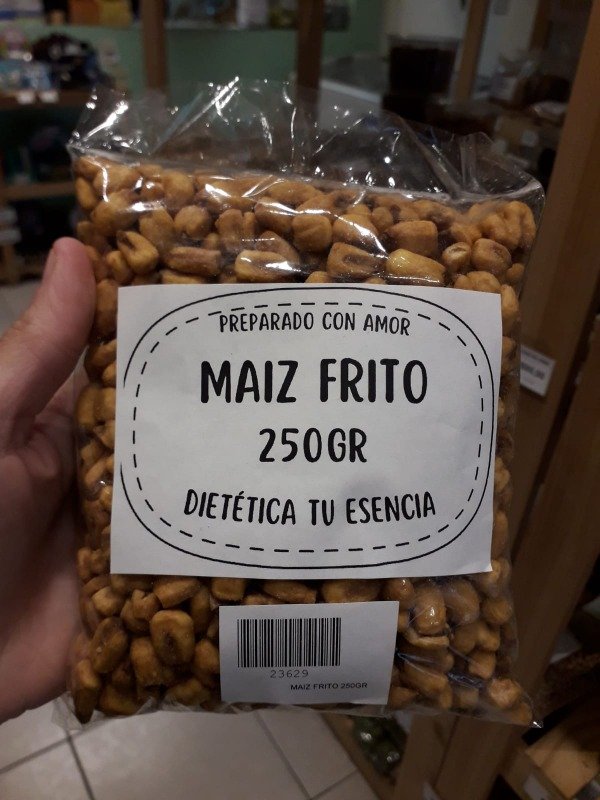 PREPARADO CON AMOR
MAIZ FRITO
250GR
DIETÉTICA TU ESENCIA
23629
MAIZ FRITO 250GR